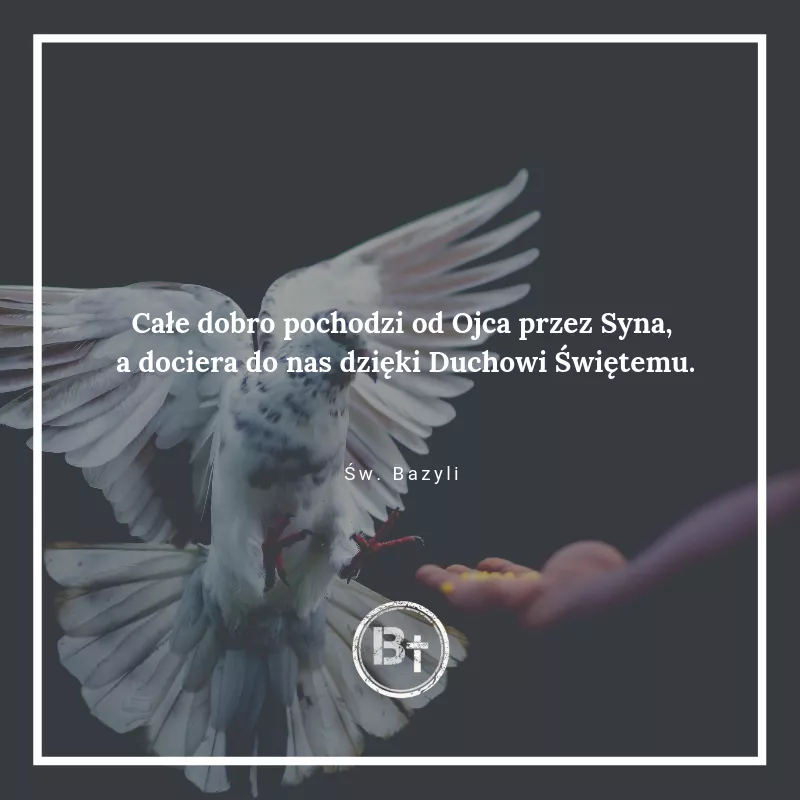 Całe dobro pochodzi od Ojca przez Syna,
a dociera do nas dzięki Duchowi Świętemu.
Św. Bazyli
B†